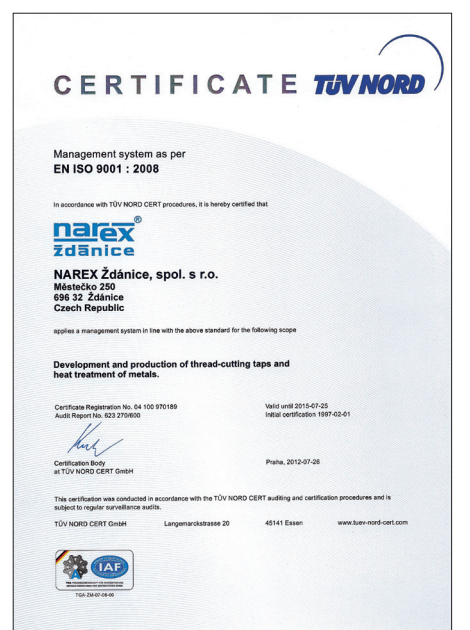 CERTIFICATE TÜV NORD
Management system as per
EN ISO 9001 : 2008
In accordance with TÜV NORD CERT procedures, it is hereby certified that
narex®
ždánice
NAREX Ždánice, spol. s r.o.
Městečko 250
696 32 Ždánice
Czech Republic
applies a management system in line with the above standard for the following scope
Development and production of thread-cutting taps and
heat treatment of metals.
Certificate Registration No. 04 100 970189
Audit Report No. 623 270/600
Valid until 2015-07-25
Initial certification 1997-02-01
Certification Body
at TÜV NORD CERT GmbH
Praha, 2012-07-26
This certification was conducted in accordance with the TÜV NORD CERT auditing and certification procedures and is
subject to regular surveillance audits.
TÜV NORD CERT GmbH Langemarckstrasse 20 45141 Essen www.tuev-nord-cert.com
IAF
TGA-ZM-07-06-00